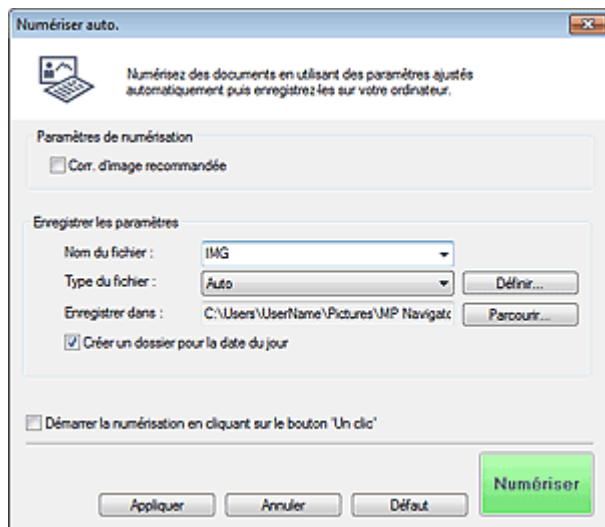 Numériser auto.
Numérisez des documents en utilisant des paramètres ajustés
automatiquement puis enregistrez-les sur votre ordinateur.
Paramètres de numérisation
Corr. d'image recommandée
Enregistrer les paramètres
Nom du fichier : IMG
Type du fichier : Auto Définir...
Enregistrer dans : C:\Users\UserName\Pictures\MP Navigato Parcourir...
Créer un dossier pour la date du jour
Démarrer la numérisation en cliquant sur le bouton 'Un clic'
Appliquer Annuler Défaut Numériser